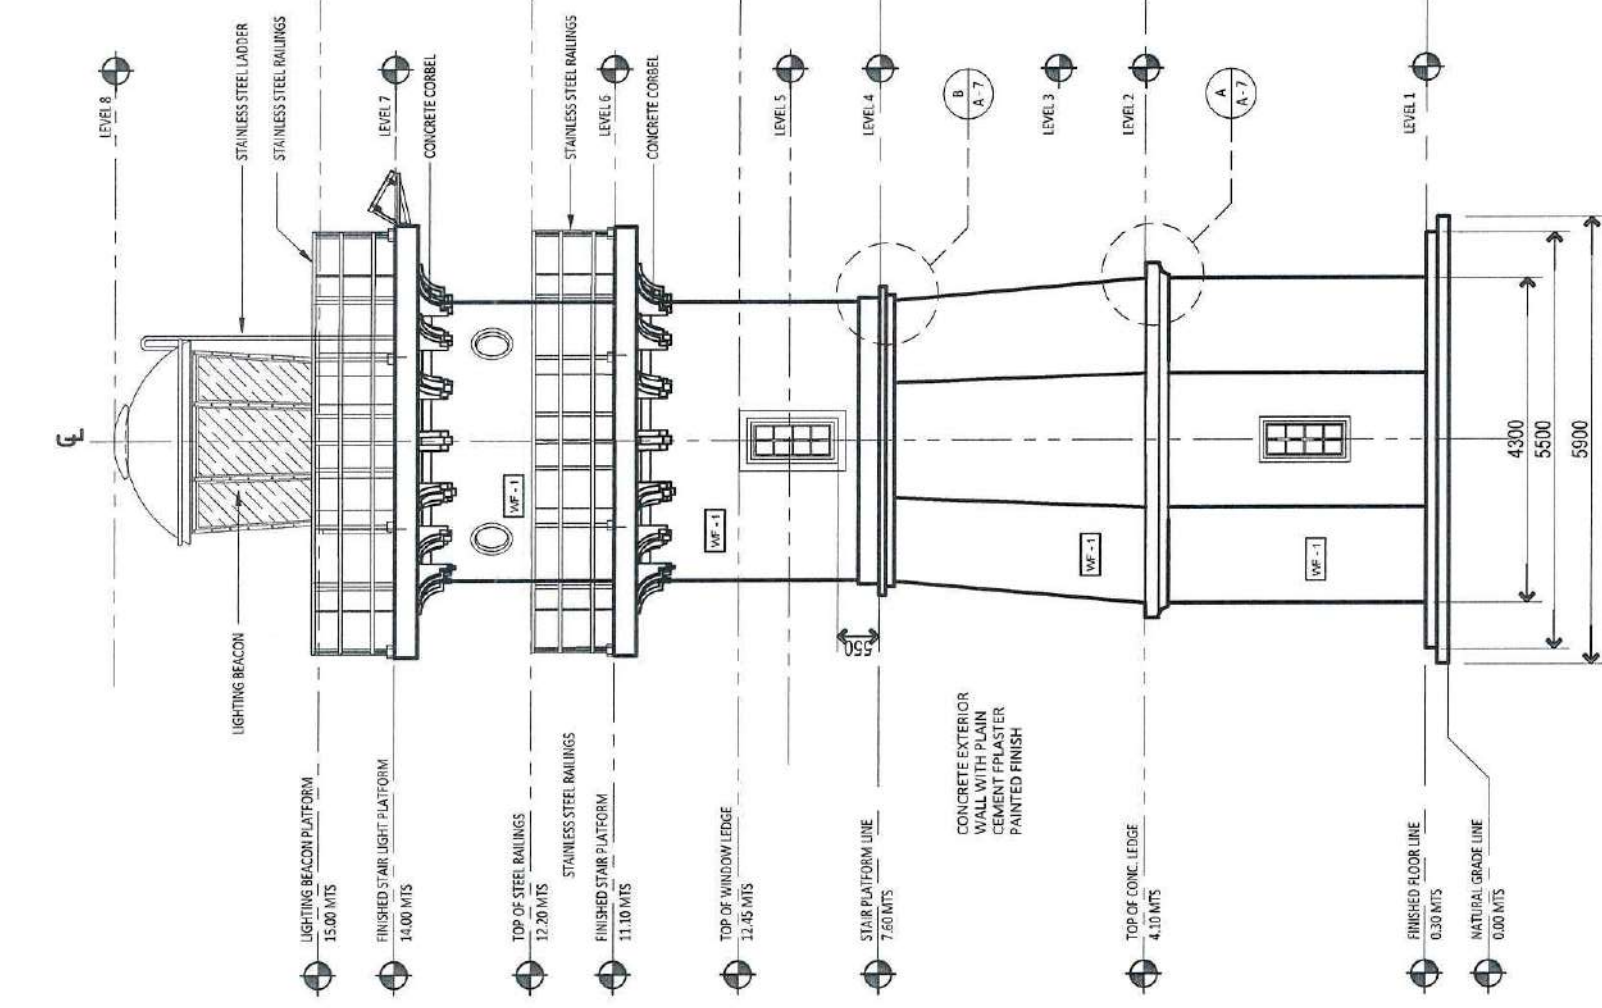 LEVEL 8
STAINLESS STEEL LADDER
STAINLESS STEEL RAILINGS
LEVEL 7
CONCRETE CORBEL
STAINLESS STEEL RAILINGS
LEVEL 6
CONCRETE CORBEL
LEVEL 5
LEVEL 4
B
A - 7
LEVEL 3
LEVEL 2
A
A - 7
LEVEL 1
CL
WF - 1
WF - 1
WF - 1
WF - 1
4300
5500
5900
550
LIGHTING BEACON
CONCRETE EXTERIOR
WALL WITH PLAIN
CEMENT FPLASTER
PAINTED FINISH
LIGHTING BEACON PLATFORM
15.00 MTS
FINISHED STAIR LIGHT PLATFORM
14.00 MTS
TOP OF STEEL RAILINGS
12.20 MTS
STAINLESS STEEL RAILINGS
FINISHED STAIR PLATFORM
11.10 MTS
TOP OF WINDOW LEDGE
12.45 MTS
STAIR PLATFORM LINE
7.60 MTS
TOP OF CONC. LEDGE
4.10 MTS
FINISHED FLOOR LINE
0.30 MTS
NATURAL GRADE LINE
0.00 MTS